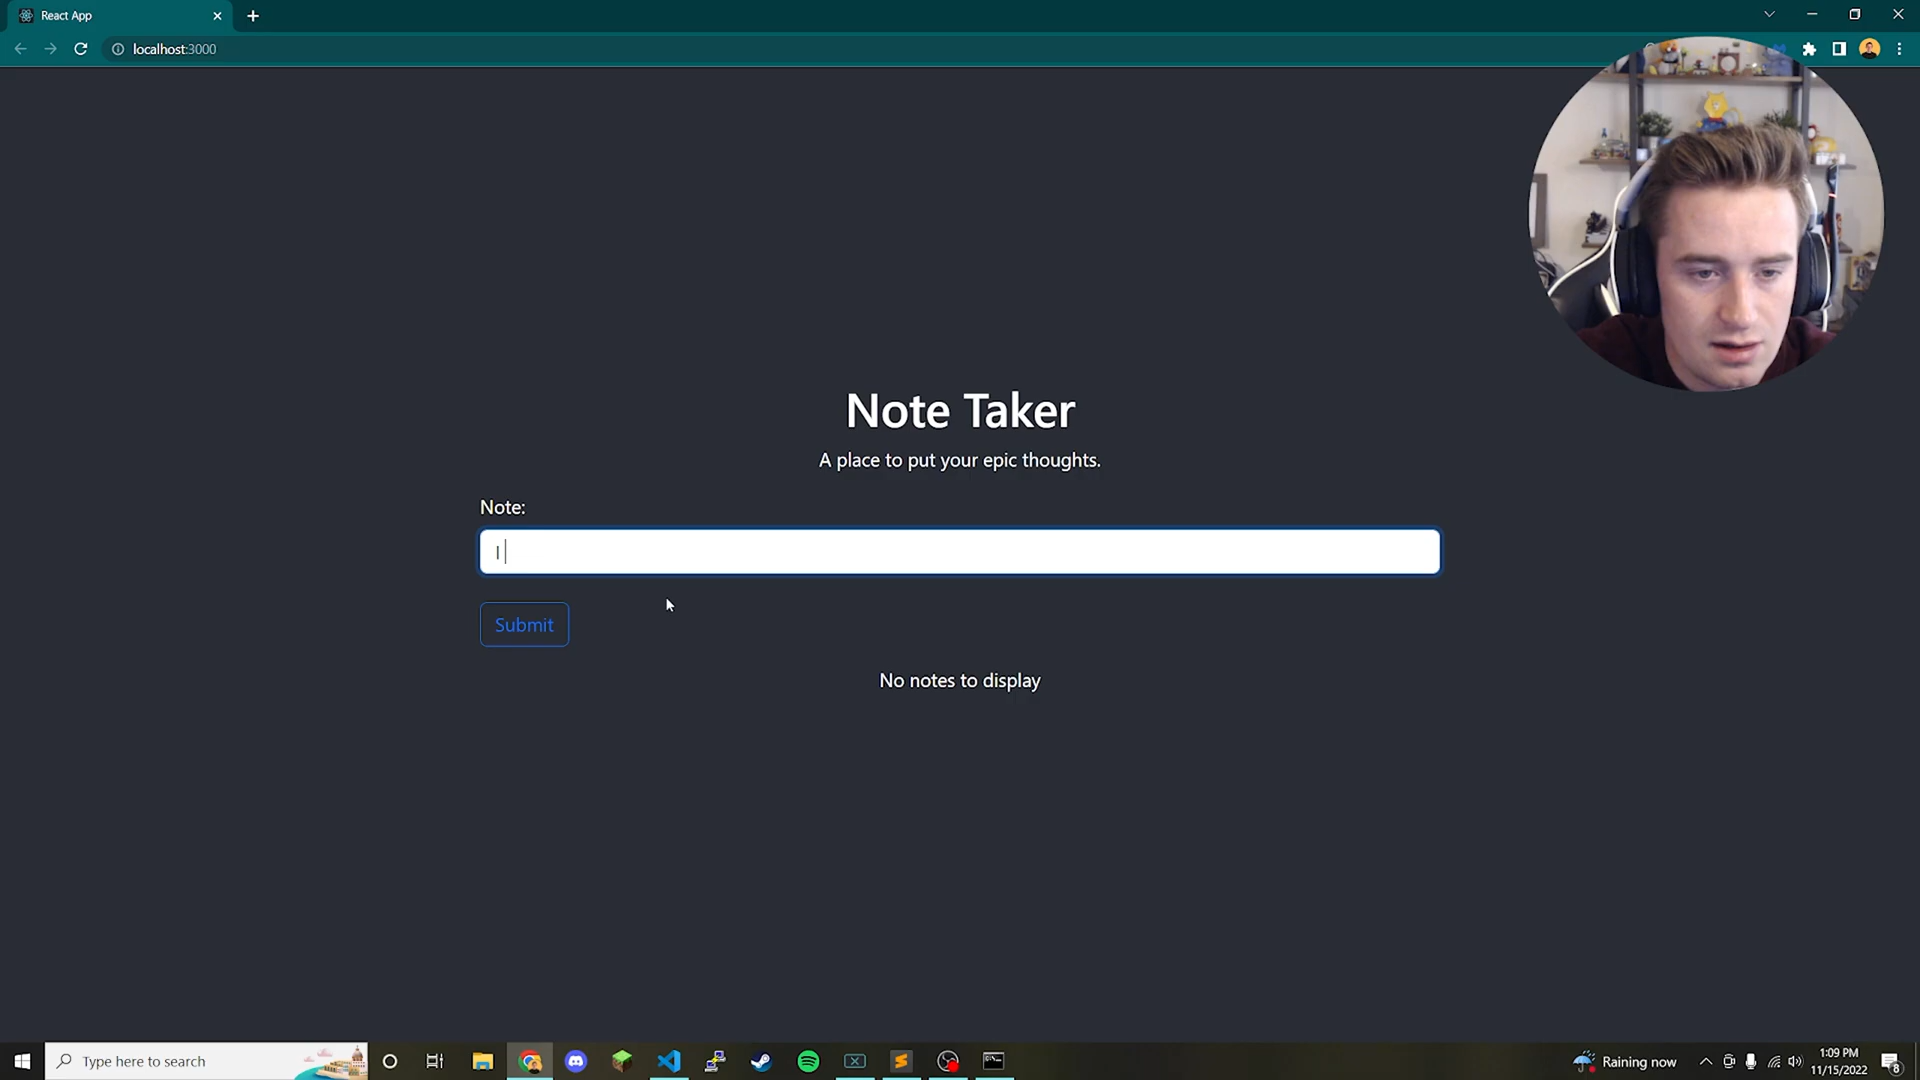 React App
localhost:3000
Note Taker
A place to put your epic thoughts.
Note:
I
Submit
No notes to display
Type here to search
Raining now
1:09 PM
11/15/2022
8